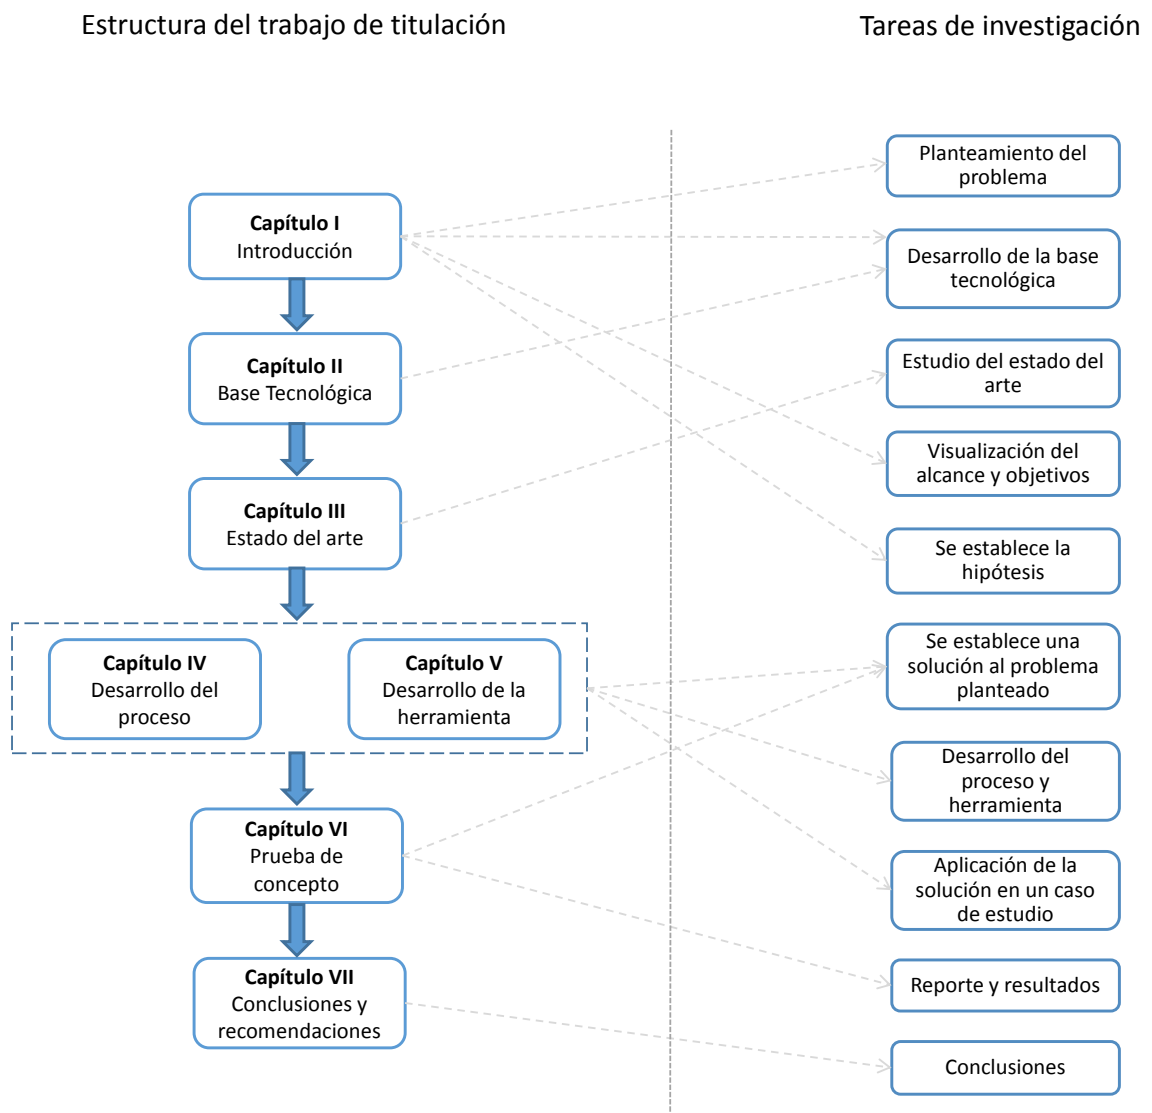 Estructura del trabajo de titulación
Tareas de investigación
Capítulo I
Introducción
Capítulo II
Base Tecnológica
Capítulo III
Estado del arte
Capítulo IV
Desarrollo del
proceso
Capítulo V
Desarrollo de la
herramienta
Capítulo VI
Prueba de
concepto
Capítulo VII
Conclusiones y
recomendaciones
Planteamiento del
problema
Desarrollo de la base
tecnológica
Estudio del estado del
arte
Visualización del
alcance y objetivos
Se establece la
hipótesis
Se establece una
solución al problema
planteado
Desarrollo del
proceso y
herramienta
Aplicación de la
solución en un caso
de estudio
Reporte y resultados
Conclusiones